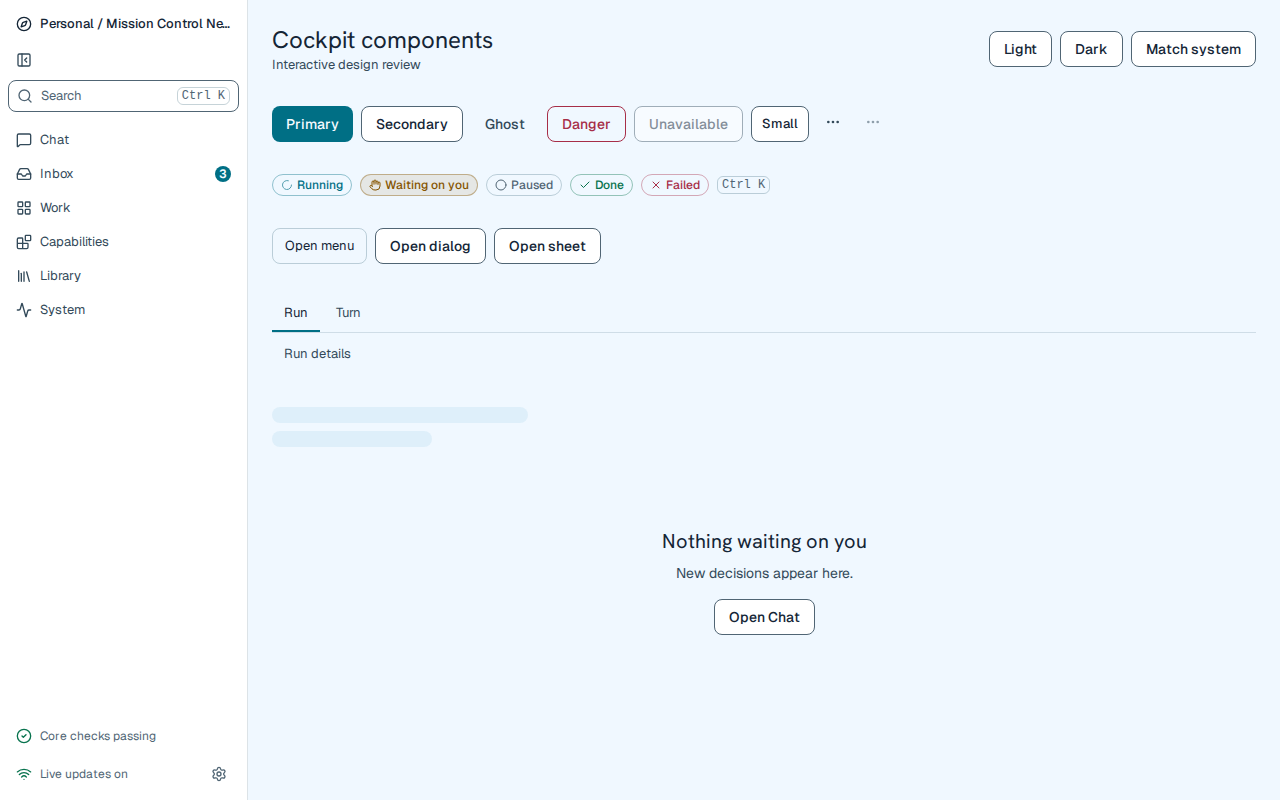 Personal / Mission Control Ne...
Search Ctrl K
Chat
Inbox 3
Work
Capabilities
Library
System
Core checks passing
Live updates on
Cockpit components
Interactive design review
Light Dark Match system
Primary Secondary Ghost Danger Unavailable Small
Running Waiting on you Paused Done Failed Ctrl K
Open menu Open dialog Open sheet
Run Turn
Run details
Nothing waiting on you
New decisions appear here.
Open Chat